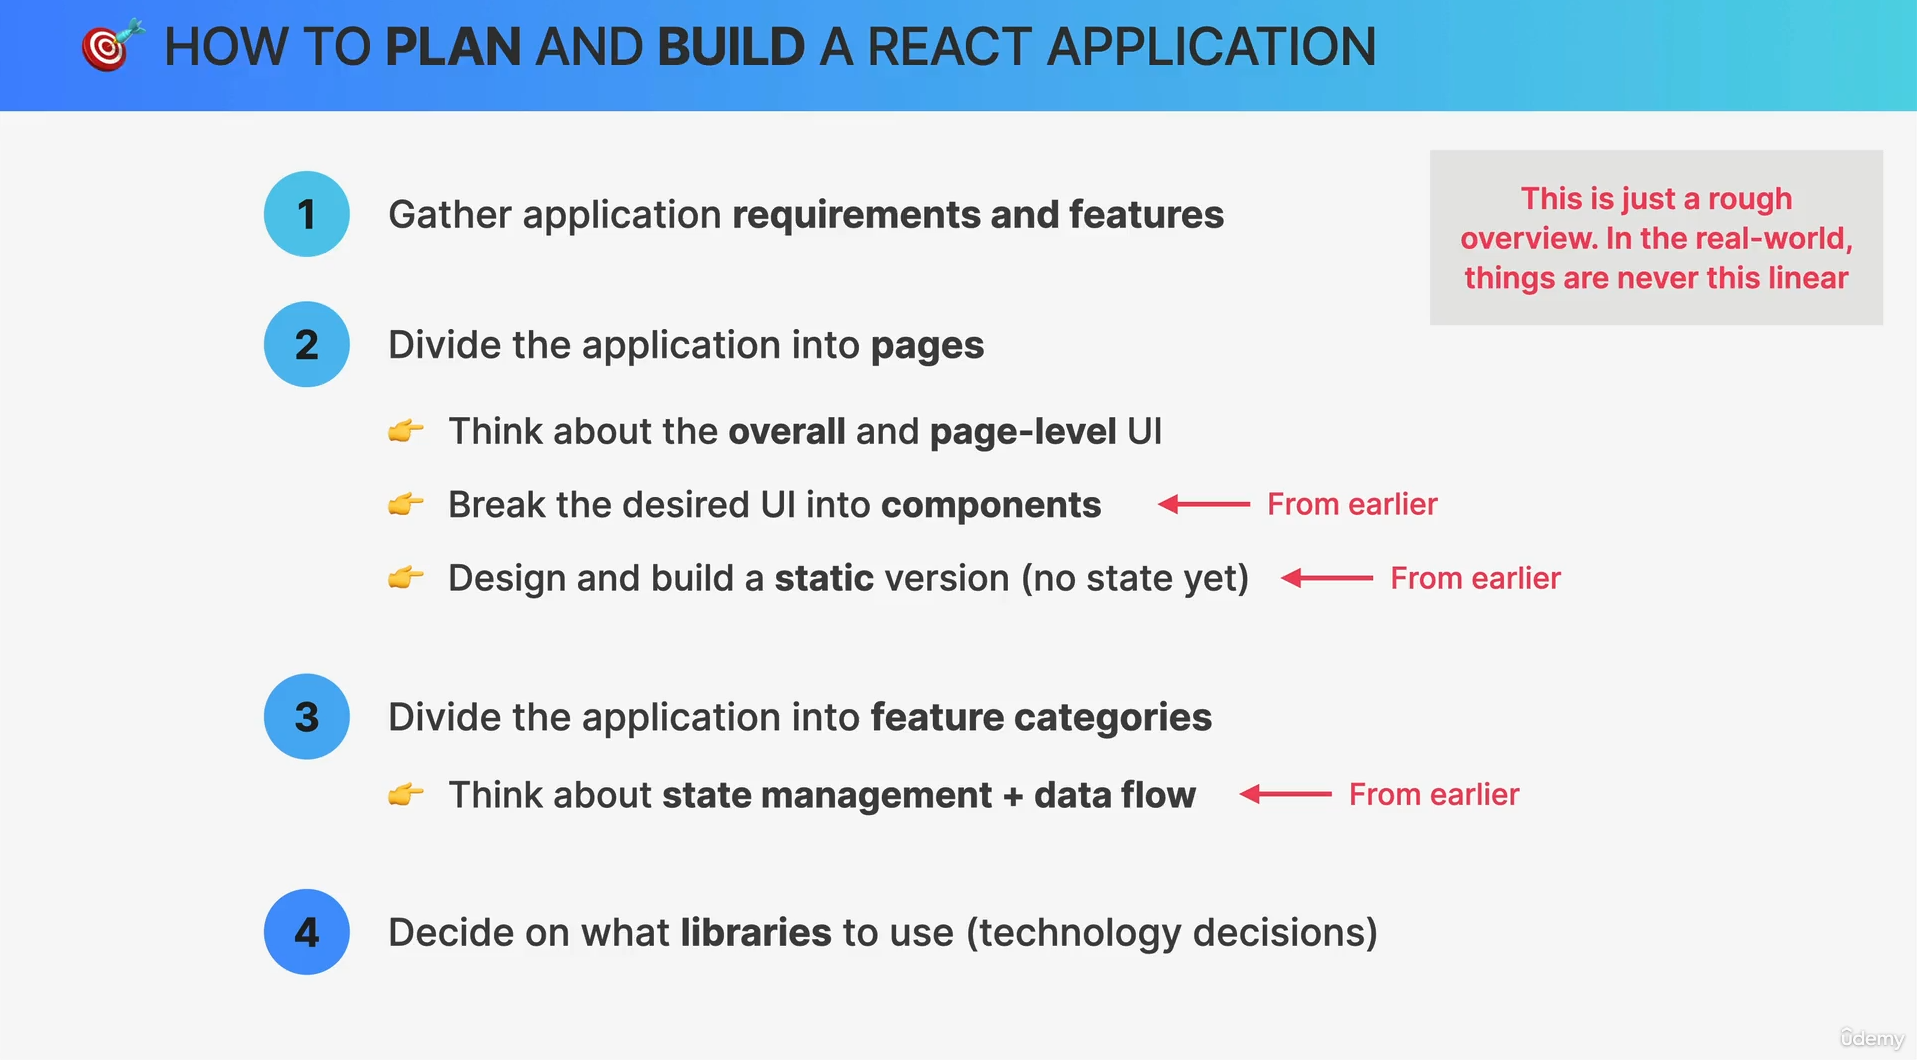 HOW TO PLAN AND BUILD A REACT APPLICATION
This is just a rough
overview. In the real-world,
things are never this linear
1 Gather application requirements and features
2 Divide the application into pages
Think about the overall and page-level UI
Break the desired UI into components From earlier
Design and build a static version (no state yet) From earlier
3 Divide the application into feature categories
Think about state management + data flow From earlier
4 Decide on what libraries to use (technology decisions)
ûdemy